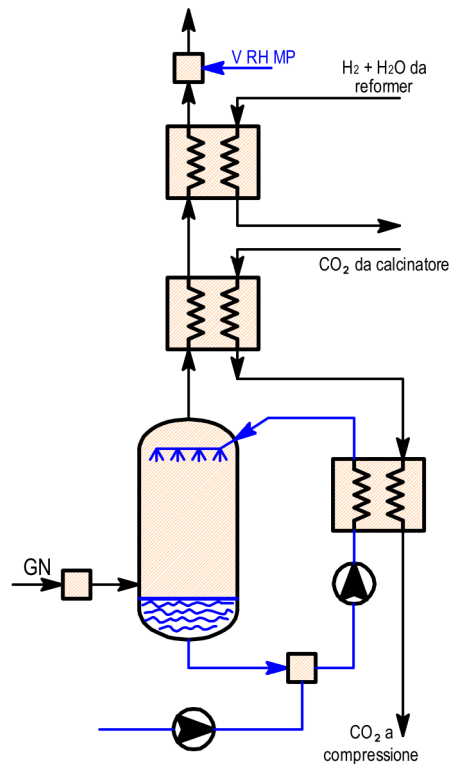 V RH MP
H₂ + H₂O da
reformer
CO₂ da calcinatore
GN
CO₂ a
compressione